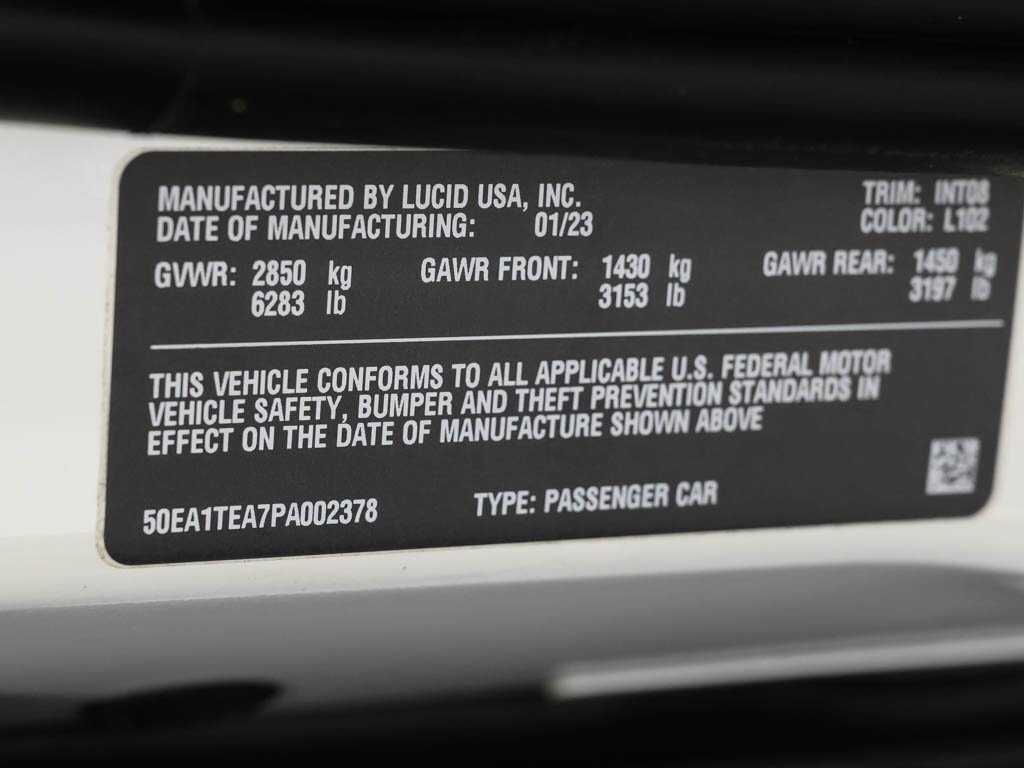 MANUFACTURED BY LUCID USA, INC. TRIM: INT08
DATE OF MANUFACTURING: 01/23 COLOR: L102
GVWR: 2850 kg GAWR FRONT: 1430 kg GAWR REAR: 1450 kg
6283 lb 3153 lb 3197 lb
THIS VEHICLE CONFORMS TO ALL APPLICABLE U.S. FEDERAL MOTOR
VEHICLE SAFETY, BUMPER AND THEFT PREVENTION STANDARDS IN
EFFECT ON THE DATE OF MANUFACTURE SHOWN ABOVE
50EA1TEA7PA002378 TYPE: PASSENGER CAR